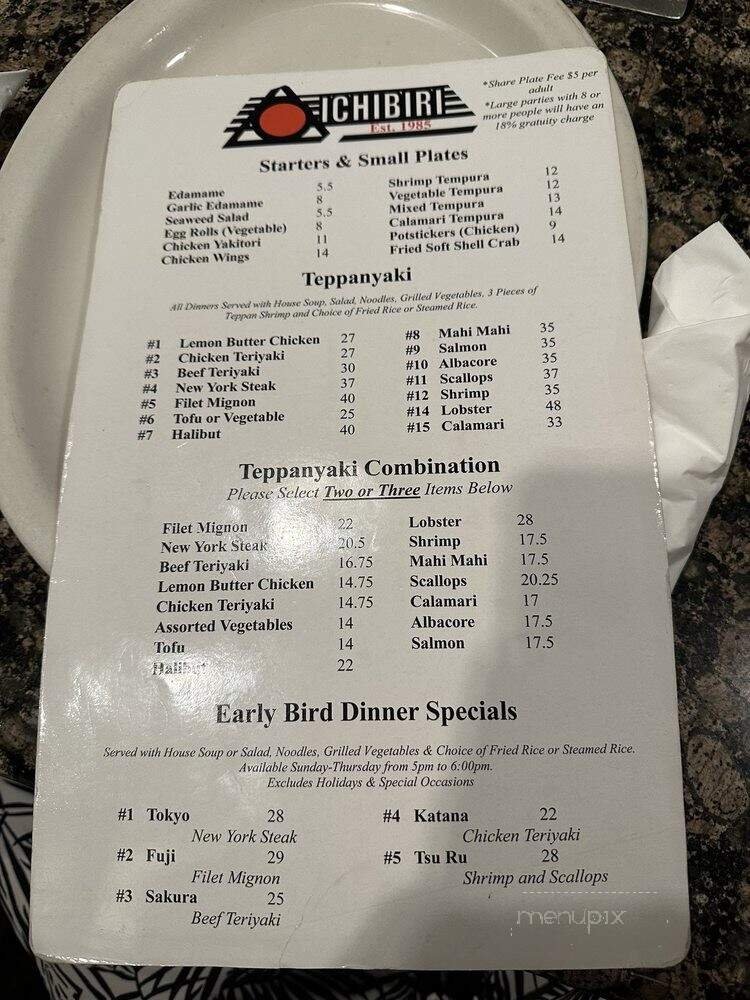 ICHIBIRI
Est. 1985
*Share Plate Fee $5 per
adult
*Large parties with 8 or
more people will have an
18% gratuity charge
Starters & Small Plates
Edamame 5.5
Garlic Edamame 8
Seaweed Salad 5.5
Egg Rolls (Vegetable) 8
Chicken Yakitori 11
Chicken Wings 14
Shrimp Tempura 12
Vegetable Tempura 12
Mixed Tempura 13
Calamari Tempura 14
Potstickers (Chicken) 9
Fried Soft Shell Crab 14
Teppanyaki
All Dinners Served with House Soup, Salad, Noodles, Grilled Vegetables, 3 Pieces of
Teppan Shrimp and Choice of Fried Rice or Steamed Rice.
#1 Lemon Butter Chicken 27
#2 Chicken Teriyaki 27
#3 Beef Teriyaki 30
#4 New York Steak 37
#5 Filet Mignon 40
#6 Tofu or Vegetable 25
#7 Halibut 40
#8 Mahi Mahi 35
#9 Salmon 35
#10 Albacore 35
#11 Scallops 37
#12 Shrimp 35
#14 Lobster 48
#15 Calamari 33
Teppanyaki Combination
Please Select Two or Three Items Below
Filet Mignon 22
New York Steak 20.5
Beef Teriyaki 16.75
Lemon Butter Chicken 14.75
Chicken Teriyaki 14.75
Assorted Vegetables 14
Tofu 14
Halibut 22
Lobster 28
Shrimp 17.5
Mahi Mahi 17.5
Scallops 20.25
Calamari 17
Albacore 17.5
Salmon 17.5
Early Bird Dinner Specials
Served with House Soup or Salad, Noodles, Grilled Vegetables & Choice of Fried Rice or Steamed Rice.
Available Sunday-Thursday from 5pm to 6:00pm.
Excludes Holidays & Special Occasions
#1 Tokyo 28
New York Steak
#2 Fuji 29
Filet Mignon
#3 Sakura 25
Beef Teriyaki
#4 Katana 22
Chicken Teriyaki
#5 Tsu Ru 28
Shrimp and Scallops
menupix